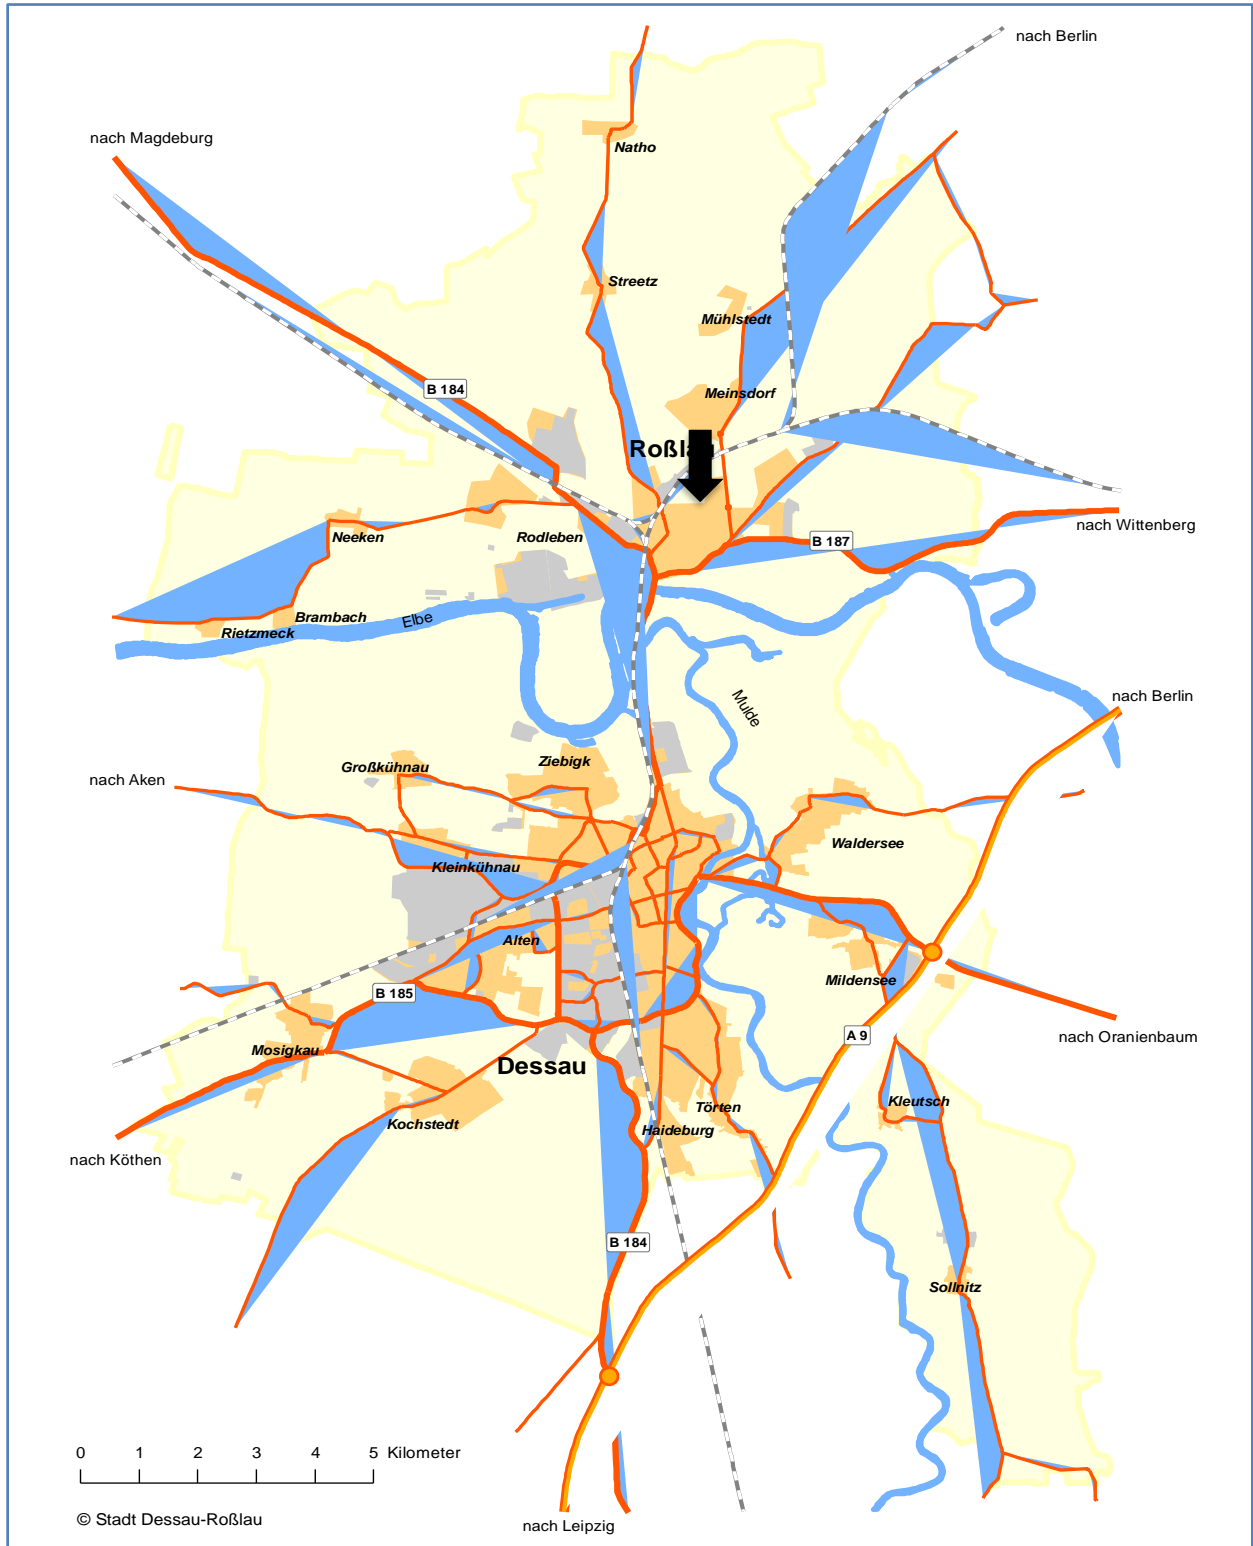 nach Berlin
nach Magdeburg
Natho
Streetz
Mühlstedt
B 184
Meinsdorf
Roßlau
nach Wittenberg
Neeken
Rodleben
B 187
Brambach
Elbe
Rietzmeck
nach Berlin
Mulde
Ziebigk
Großkühnau
nach Aken
Waldersee
Kleinkühnau
Alten
Mildensee
B 185
A 9
nach Oranienbaum
Mosigkau
Dessau
Kleutsch
Törten
Kochstedt
Haideburg
nach Köthen
B 184
Sollnitz
0 1 2 3 4 5 Kilometer
© Stadt Dessau-Roßlau
nach Leipzig